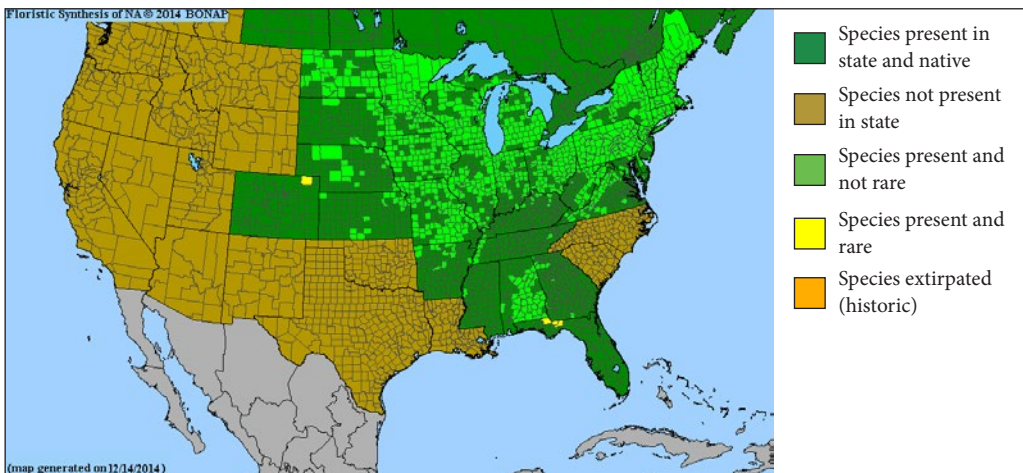 Floristic Synthesis of NA © 2014 BONAP
(map generated on 12/14/2014)
Species present in
state and native
Species not present
in state
Species present and
not rare
Species present and
rare
Species extirpated
(historic)